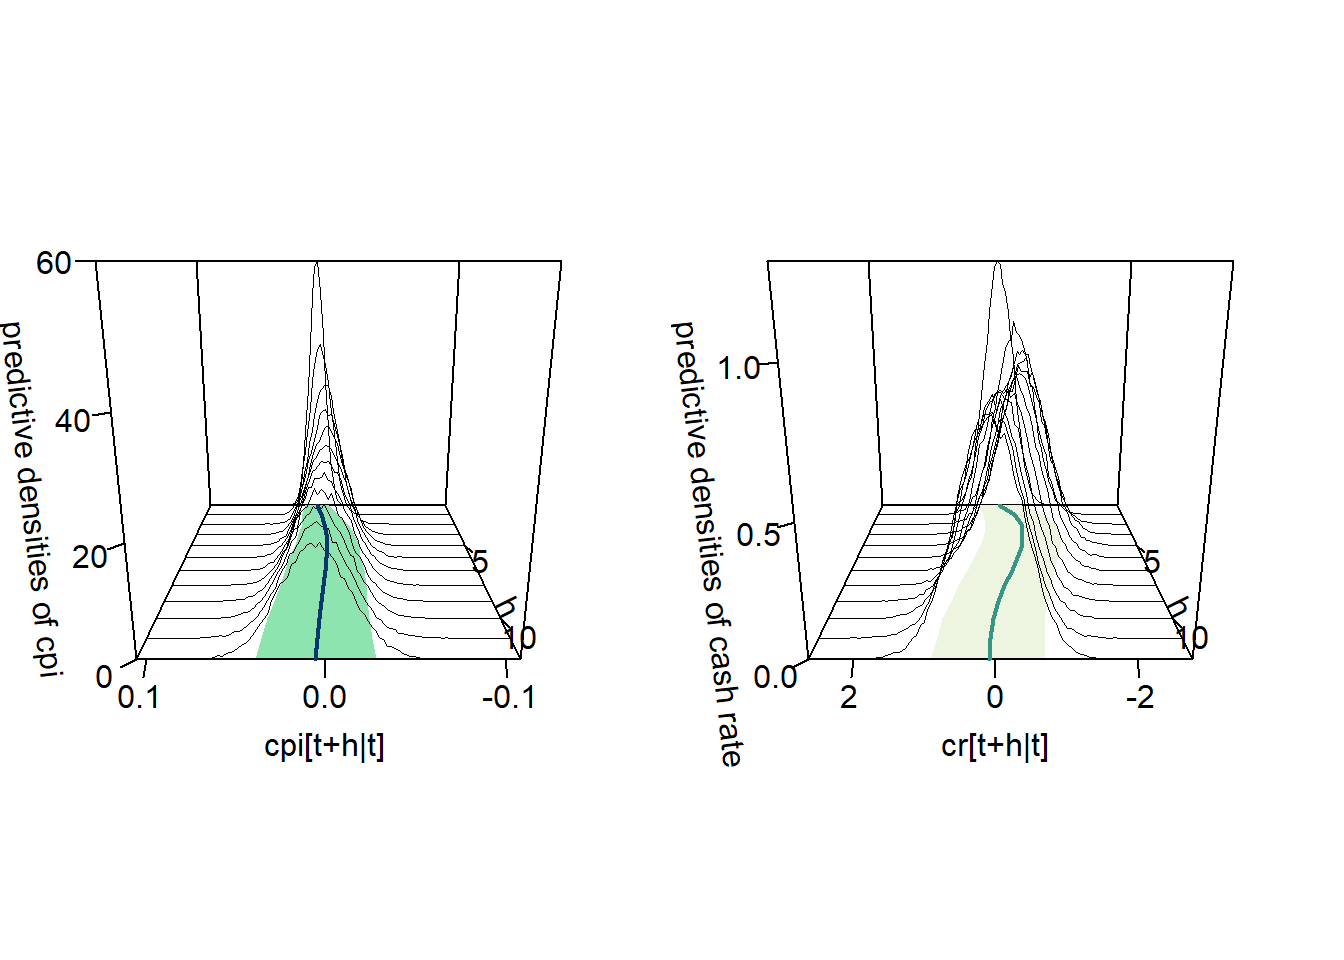 60
40
20
0
predictive densities of cpi
0.1
0.0
-0.1
cpi[t+h|t]
5
h
10
1.0
0.5
0.0
predictive densities of cash rate
2
0
-2
cr[t+h|t]
5
h
10